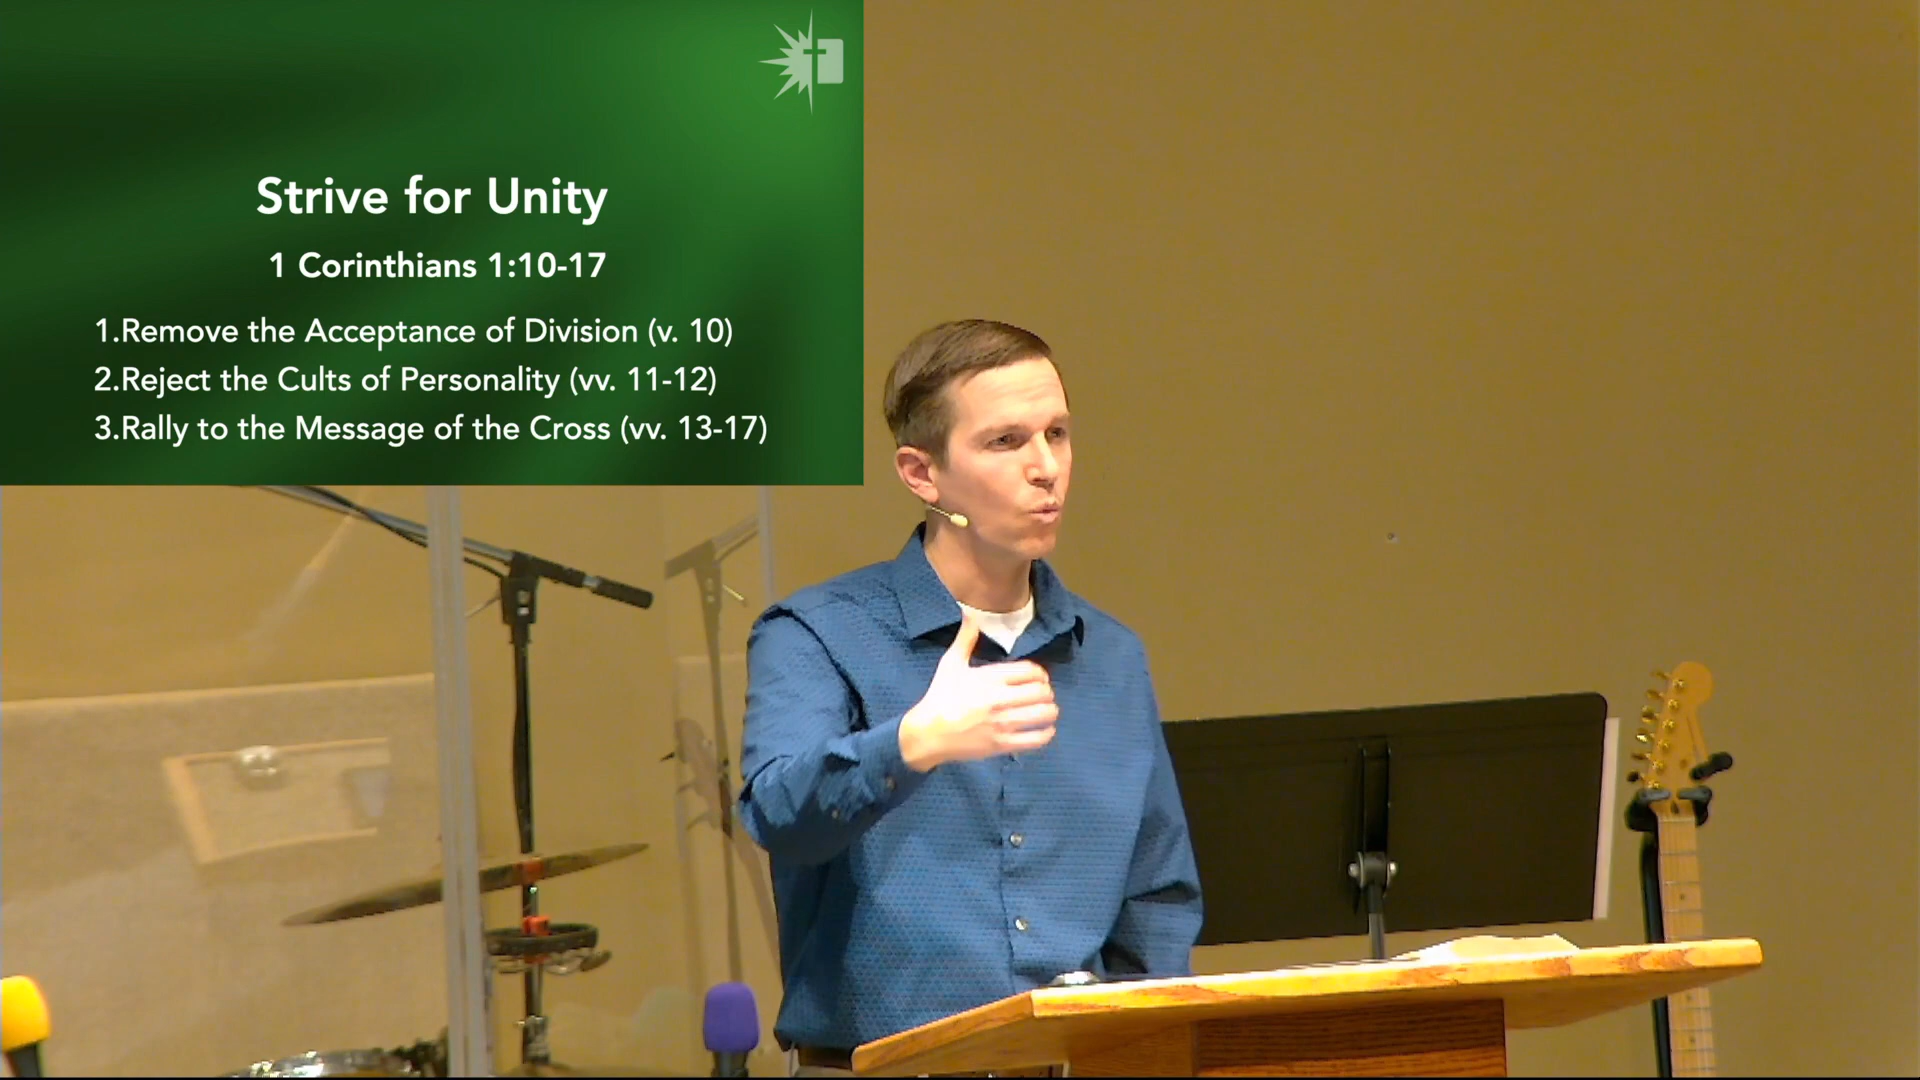 Strive for Unity
1 Corinthians 1:10-17
1.Remove the Acceptance of Division (v. 10)
2.Reject the Cults of Personality (vv. 11-12)
3.Rally to the Message of the Cross (vv. 13-17)